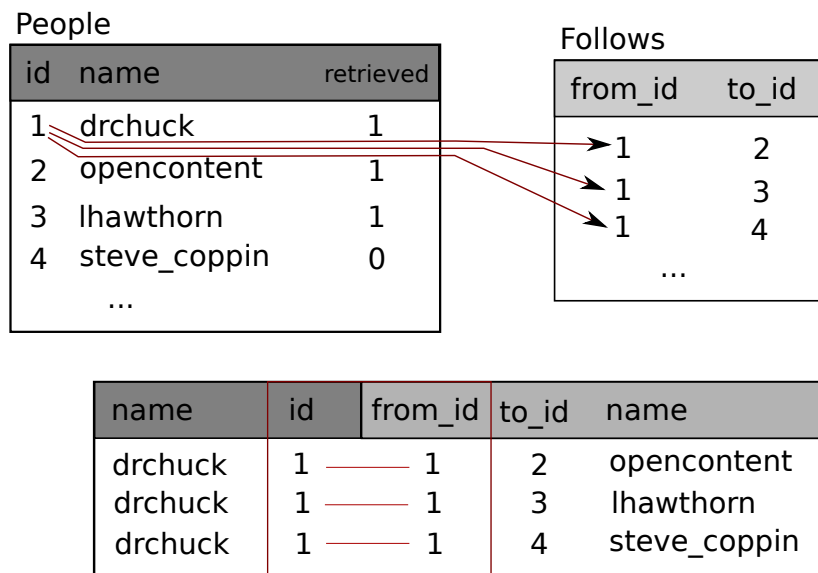 People
id name retrieved
1 drchuck 1
2 opencontent 1
3 lhawthorn 1
4 steve_coppin 0
...
Follows
from_id to_id
1 2
1 3
1 4
...
name id from_id to_id name
drchuck 1 1 2 opencontent
drchuck 1 1 3 lhawthorn
drchuck 1 1 4 steve_coppin